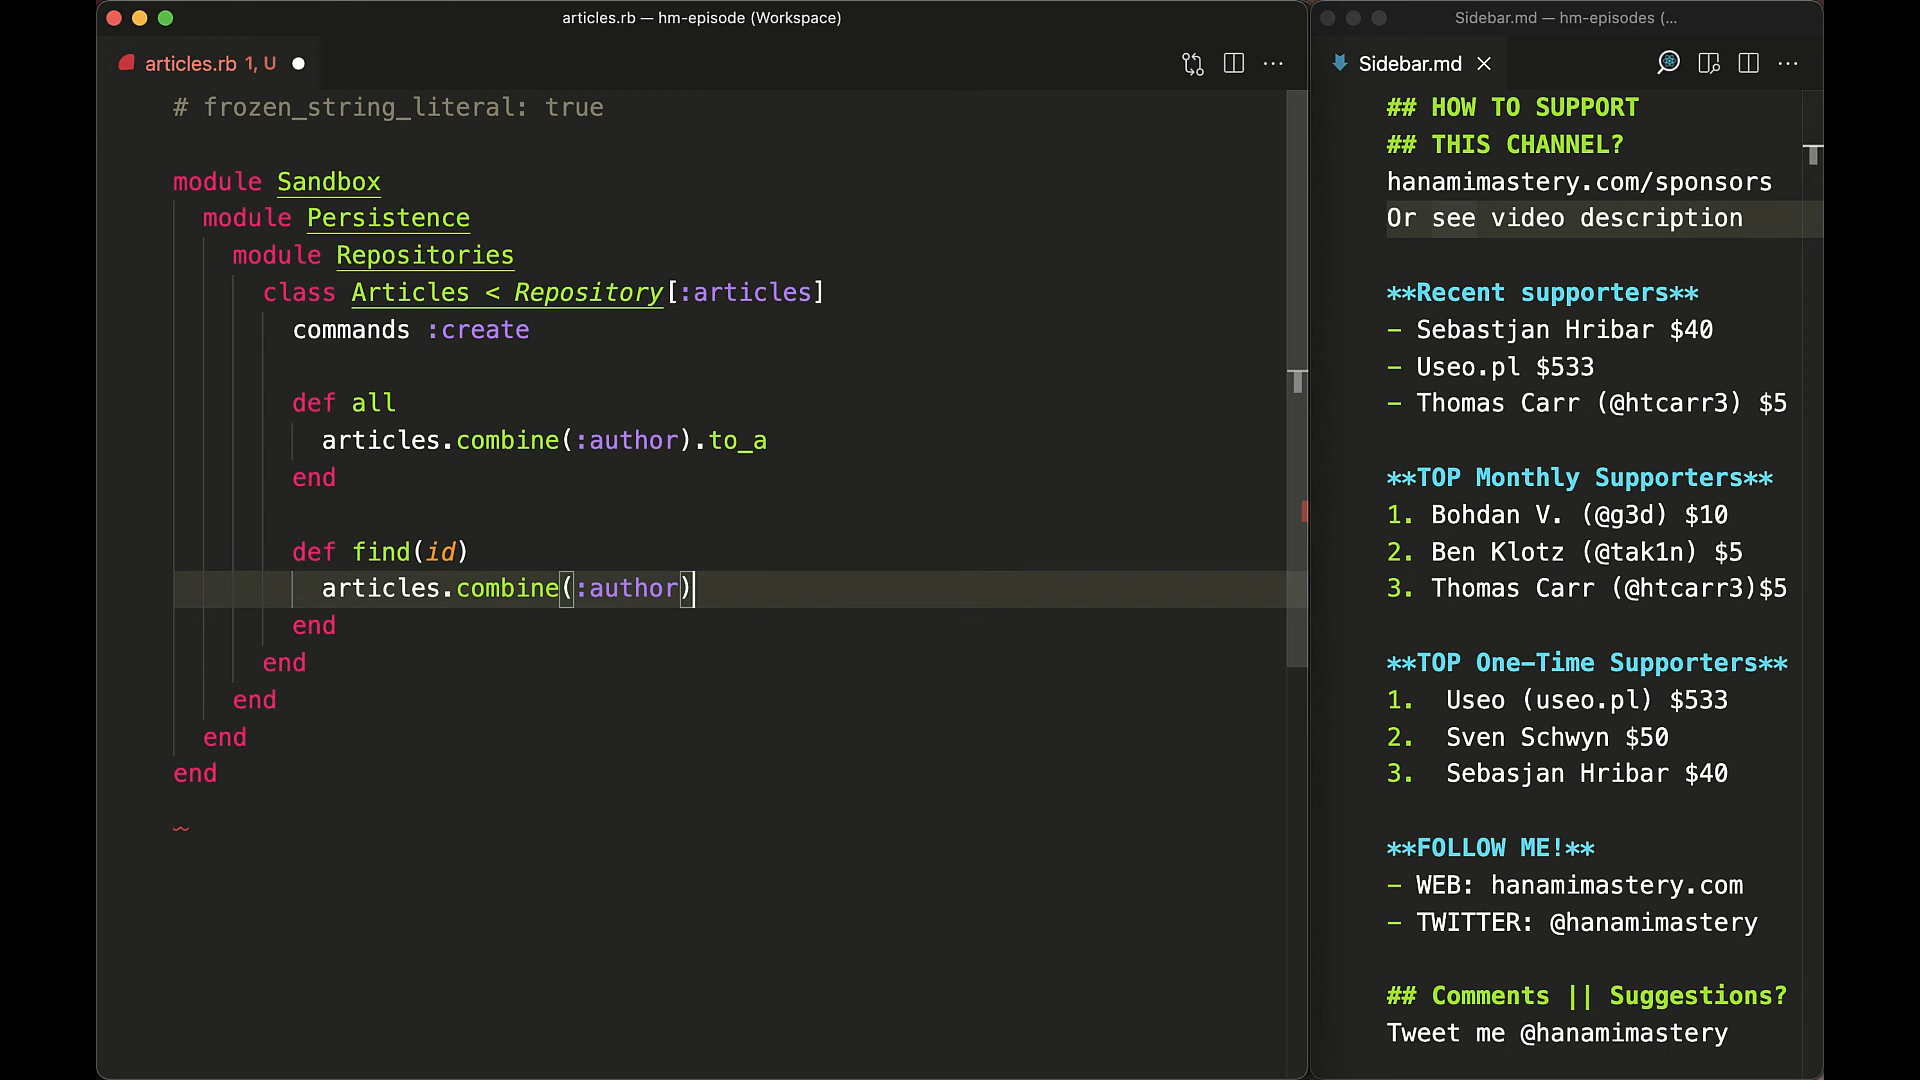 articles.rb — hm-episode (Workspace)
articles.rb 1, U
# frozen_string_literal: true
module Sandbox
module Persistence
module Repositories
class Articles < Repository[:articles]
commands :create
def all
articles.combine(:author).to_a
end
def find(id)
articles.combine(:author)
end
end
end
end
end
Sidebar.md — hm-episodes (...
Sidebar.md
## HOW TO SUPPORT
## THIS CHANNEL?
hanamimastery.com/sponsors
Or see video description
**Recent supporters**
- Sebastjan Hribar $40
- Useo.pl $533
- Thomas Carr (@htcarr3) $5
**TOP Monthly Supporters**
1. Bohdan V. (@g3d) $10
2. Ben Klotz (@tak1n) $5
3. Thomas Carr (@htcarr3)$5
**TOP One-Time Supporters**
1. Useo (useo.pl) $533
2. Sven Schwyn $50
3. Sebasjan Hribar $40
**FOLLOW ME!**
- WEB: hanamimastery.com
- TWITTER: @hanamimastery
## Comments || Suggestions?
Tweet me @hanamimastery